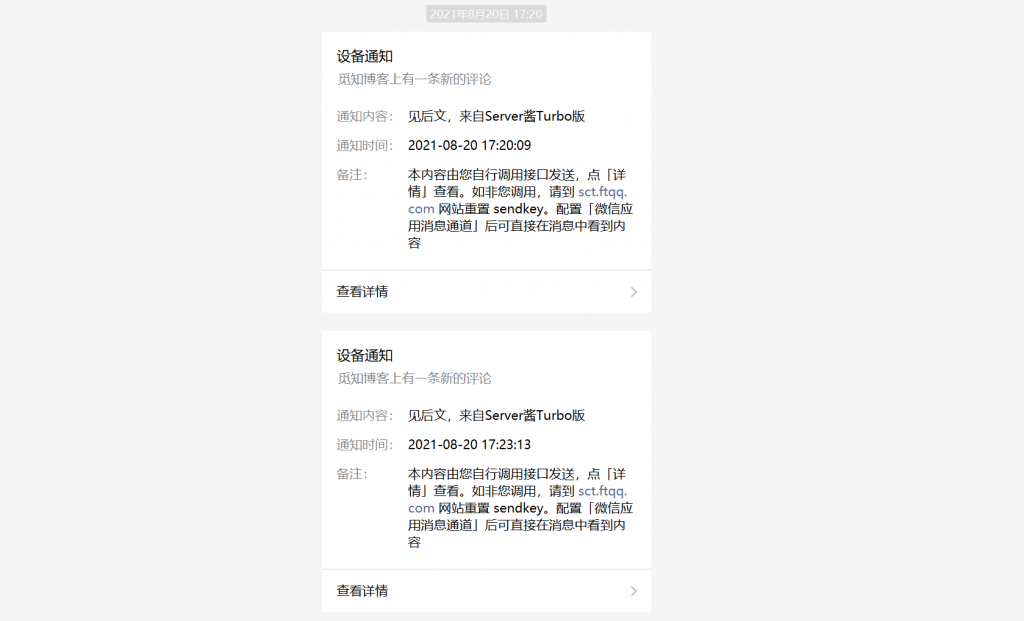 2021年8月20日 17:20
设备通知
觅知博客上有一条新的评论
通知内容： 见后文，来自Server酱Turbo版
通知时间： 2021-08-20 17:20:09
备注： 本内容由您自行调用接口发送，点「详
情」查看。如非您调用，请到 sct.ftqq.
com 网站重置 sendkey。配置「微信应
用消息通道」后可直接在消息中看到内
容
查看详情
设备通知
觅知博客上有一条新的评论
通知内容： 见后文，来自Server酱Turbo版
通知时间： 2021-08-20 17:23:13
备注： 本内容由您自行调用接口发送，点「详
情」查看。如非您调用，请到 sct.ftqq.
com 网站重置 sendkey。配置「微信应
用消息通道」后可直接在消息中看到内
容
查看详情